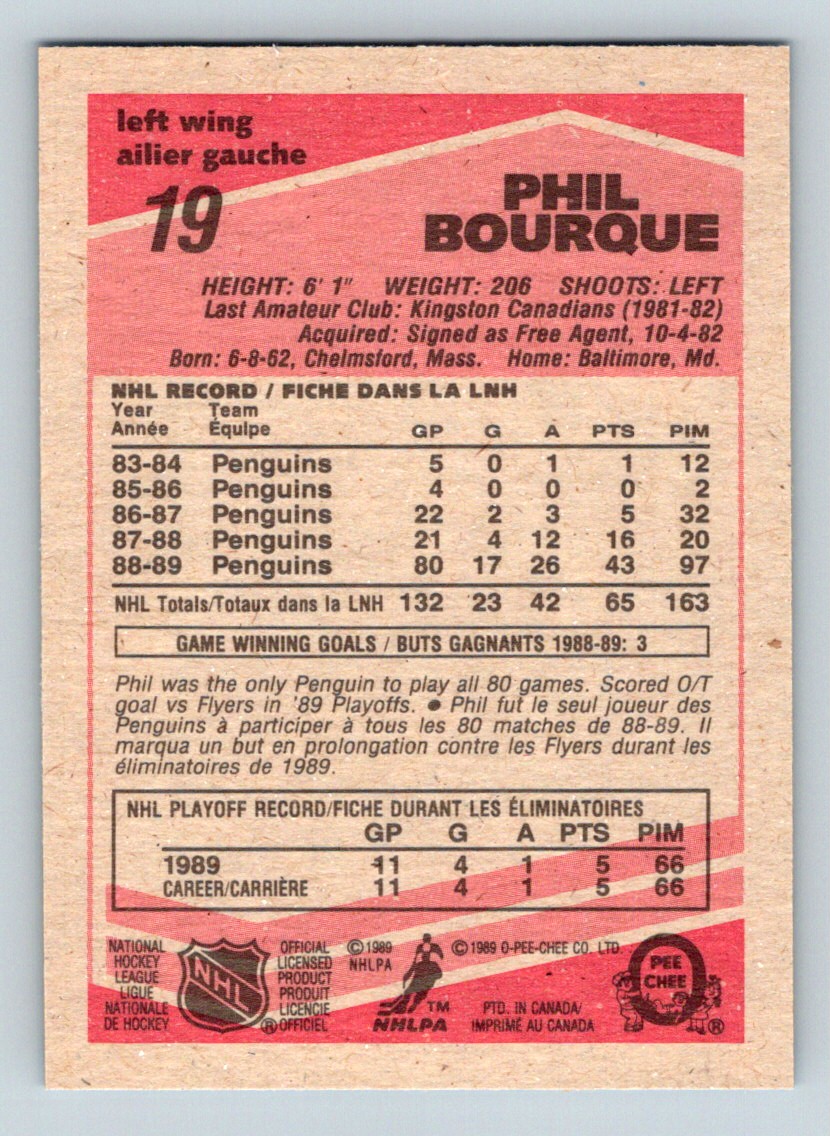 left wing
ailier gauche
19
PHIL
BOURQUE
HEIGHT: 6' 1" WEIGHT: 206 SHOOTS: LEFT
Last Amateur Club: Kingston Canadians (1981-82)
Acquired: Signed as Free Agent, 10-4-82
Born: 6-8-62, Chelmsford, Mass. Home: Baltimore, Md.
NHL RECORD / FICHE DANS LA LNH
Year Team
Année Équipe GP G A PTS PIM
83-84 Penguins 5 0 1 1 12
85-86 Penguins 4 0 0 0 2
86-87 Penguins 22 2 3 5 32
87-88 Penguins 21 4 12 16 20
88-89 Penguins 80 17 26 43 97
NHL Totals/Totaux dans la LNH 132 23 42 65 163
GAME WINNING GOALS / BUTS GAGNANTS 1988-89: 3
Phil was the only Penguin to play all 80 games. Scored O/T
goal vs Flyers in '89 Playoffs. ● Phil fut le seul joueur des
Penguins à participer à tous les 80 matches de 88-89. Il
marqua un but en prolongation contre les Flyers durant les
éliminatoires de 1989.
NHL PLAYOFF RECORD/FICHE DURANT LES ÉLIMINATOIRES
GP G A PTS PIM
1989 11 4 1 5 66
CAREER/CARRIÈRE 11 4 1 5 66
NATIONAL
HOCKEY
LEAGUE
LIGUE
NATIONALE
DE HOCKEY
NHL
®
OFFICIAL
LICENSED
PRODUCT
PRODUIT
LICENCIE
OFFICIEL
© 1989
NHLPA
TM
NHLPA
© 1989 O-PEE-CHEE CO. LTD.
PTD. IN CANADA/
IMPRIMÉ AU CANADA
O
PEE
CHEE
®